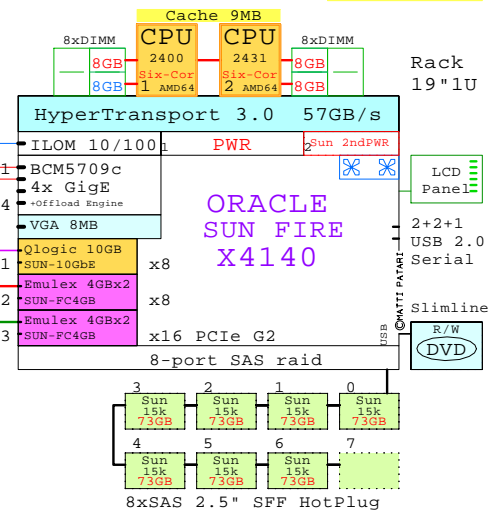 Cache 9MB
8xDIMM
CPU
CPU
8xDIMM
2400
2431
8GB
Six-Cor
Six-Cor
8GB
8GB
1 AMD64
2 AMD64
8GB
Rack
19"1U
HyperTransport 3.0 57GB/s
ILOM 10/100
1
PWR
2
Sun 2ndPWR
1
BCM5709c
4x GigE
4
+Offload Engine
LCD
Panel
VGA 8MB
ORACLE
SUN FIRE
X4140
2+2+1
USB 2.0
Serial
1
Qlogic 10GB
SUN-10GbE
x8
2
Emulex 4GBx2
SUN-FC4GB
x8
3
Emulex 4GBx2
SUN-FC4GB
x16 PCIe G2
USB
©MATTI PATARI
Slimline
R/W
DVD
8-port SAS raid
3
2
1
0
Sun
15k
73GB
Sun
15k
73GB
Sun
15k
73GB
Sun
15k
73GB
4
5
6
7
Sun
15k
73GB
Sun
15k
73GB
Sun
15k
73GB
8xSAS 2.5" SFF HotPlug